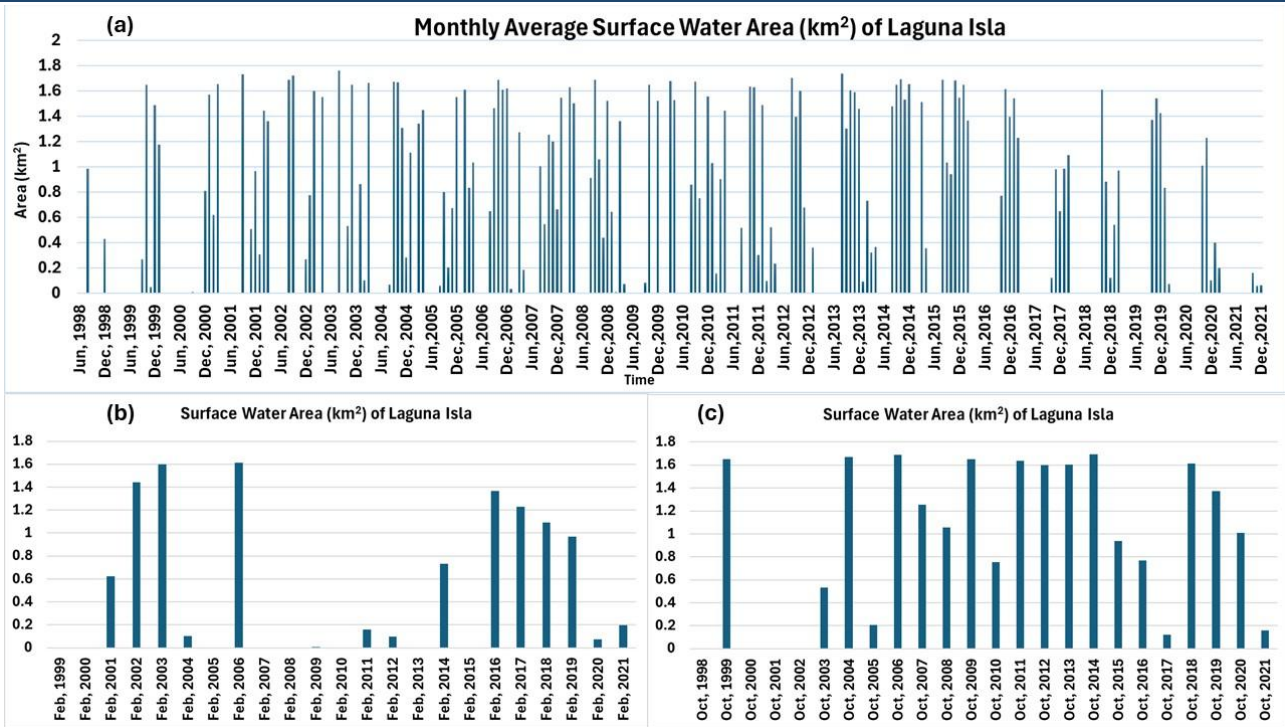 (a)
Monthly Average Surface Water Area (km²) of Laguna Isla
2
1.8
1.6
1.4
1.2
1
0.8
0.6
0.4
0.2
0
Area (km²)
Jun, 1998
Dec, 1998
Jun, 1999
Dec, 1999
Jun, 2000
Dec, 2000
Jun, 2001
Dec, 2001
Jun, 2002
Dec, 2002
Jun, 2003
Dec, 2003
Jun, 2004
Dec, 2004
Jun,2005
Dec,2005
Jun,2006
Dec,2006
Jun,2007
Dec,2007
Jun,2008
Dec,2008
Jun,2009
Dec,2009
Jun,2010
Dec,2010
Jun,2011
Dec,2011
Jun,2012
Dec,2012
Jun,2013
Dec,2013
Jun,2014
Dec,2014
Jun,2015
Dec,2015
Jun,2016
Dec,2016
Jun,2017
Dec,2017
Jun,2018
Dec,2018
Jun,2019
Dec,2019
Jun,2020
Dec,2020
Jun,2021
Dec,2021
Time
(b)
Surface Water Area (km²) of Laguna Isla
1.8
1.6
1.4
1.2
1
0.8
0.6
0.4
0.2
0
Feb, 1999
Feb, 2000
Feb, 2001
Feb, 2002
Feb, 2003
Feb, 2004
Feb, 2005
Feb, 2006
Feb, 2007
Feb, 2008
Feb, 2009
Feb, 2010
Feb, 2011
Feb, 2012
Feb, 2013
Feb, 2014
Feb, 2015
Feb, 2016
Feb, 2017
Feb, 2018
Feb, 2019
Feb, 2020
Feb, 2021
(c)
Surface Water Area (km²) of Laguna Isla
1.8
1.6
1.4
1.2
1
0.8
0.6
0.4
0.2
0
Oct, 1998
Oct, 1999
Oct, 2000
Oct, 2001
Oct, 2002
Oct, 2003
Oct, 2004
Oct, 2005
Oct, 2006
Oct, 2007
Oct, 2008
Oct, 2009
Oct, 2010
Oct, 2011
Oct, 2012
Oct, 2013
Oct, 2014
Oct, 2015
Oct, 2016
Oct, 2017
Oct, 2018
Oct, 2019
Oct, 2020
Oct, 2021